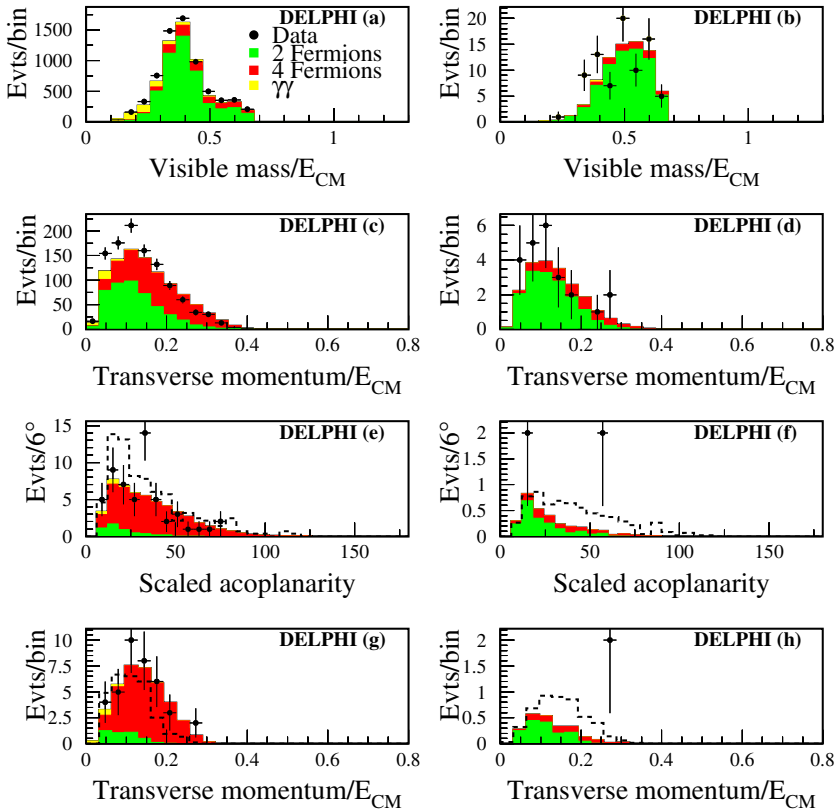 Evts/bin
1500
1000
500
0
DELPHI (a)
Data
2 Fermions
4 Fermions
γγ
0 0.5 1
Visible mass/E_CM
Evts/bin
20
15
10
5
0
DELPHI (b)
0 0.5 1
Visible mass/E_CM
Evts/bin
200
150
100
50
0
DELPHI (c)
0 0.2 0.4 0.6 0.8
Transverse momentum/E_CM
Evts/bin
6
4
2
0
DELPHI (d)
0 0.2 0.4 0.6 0.8
Transverse momentum/E_CM
Evts/6°
15
10
5
0
DELPHI (e)
0 50 100 150
Scaled acoplanarity
Evts/6°
2
1.5
1
0.5
0
DELPHI (f)
0 50 100 150
Scaled acoplanarity
Evts/bin
10
7.5
5
2.5
0
DELPHI (g)
0 0.2 0.4 0.6 0.8
Transverse momentum/E_CM
Evts/bin
2
1.5
1
0.5
0
DELPHI (h)
0 0.2 0.4 0.6 0.8
Transverse momentum/E_CM